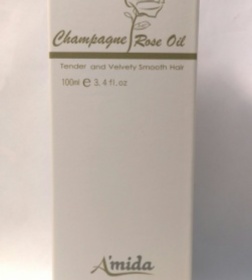 Champagne Rose Oil
Tender and Velvety Smooth Hair
100ml e 3.4 fl.oz
A'mida